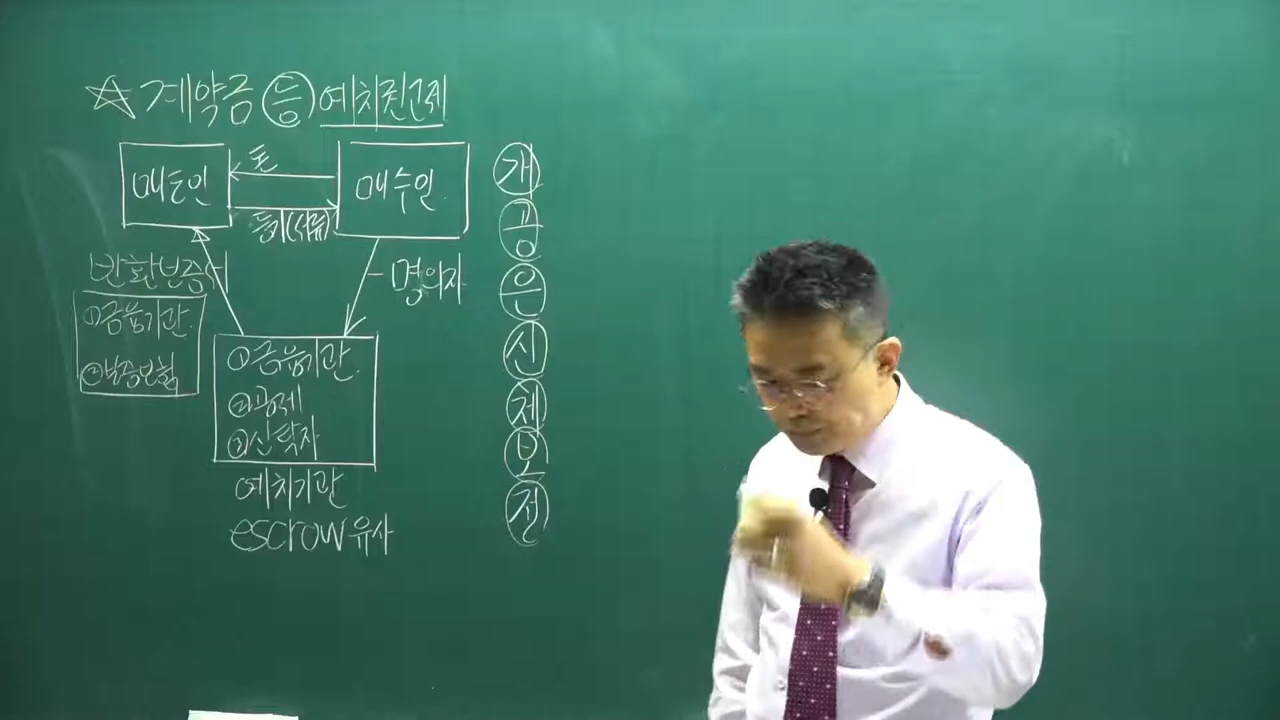 ☆ 계약금 등 예치권고제
매도인
돈
매수인
등기(서류)
반환보증서
명의자
①금융기관
②보증보험
①금융기관
②공제
③신탁자
예치기관
escrow 유사
개
공
은
신
체
보
전